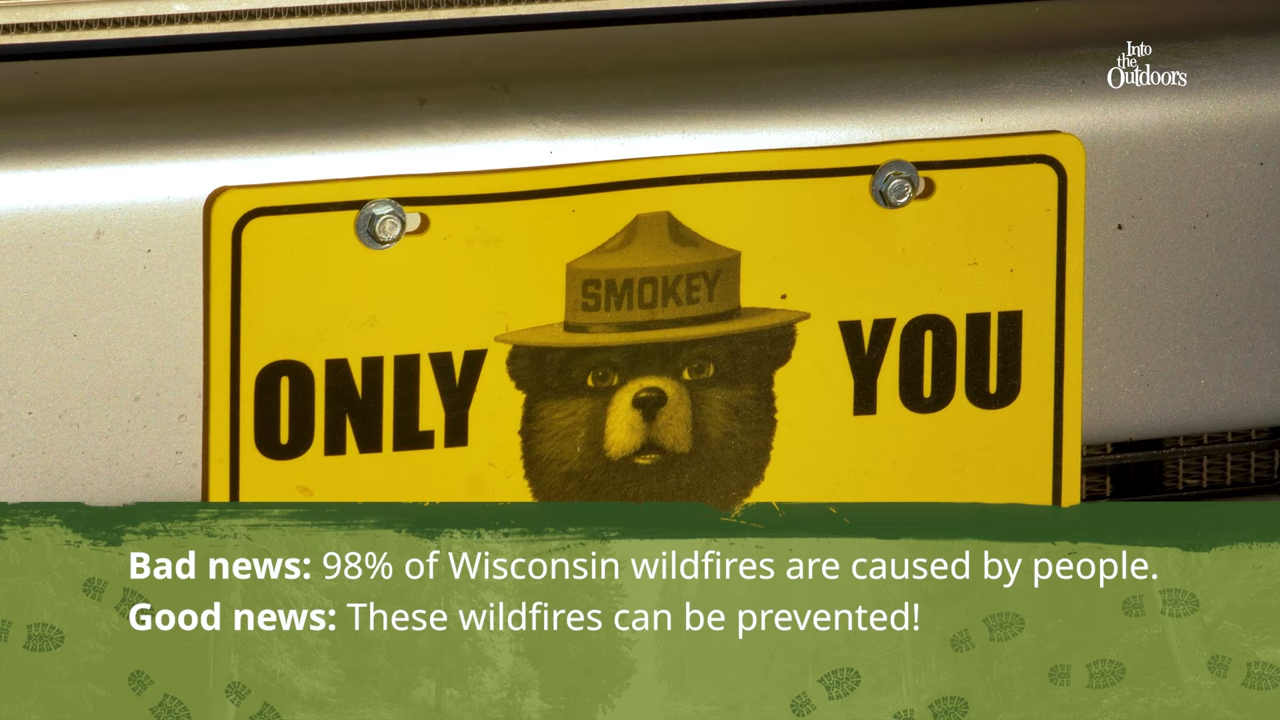 Into
the
Outdoors
SMOKEY
ONLY YOU
Bad news: 98% of Wisconsin wildfires are caused by people.
Good news: These wildfires can be prevented!